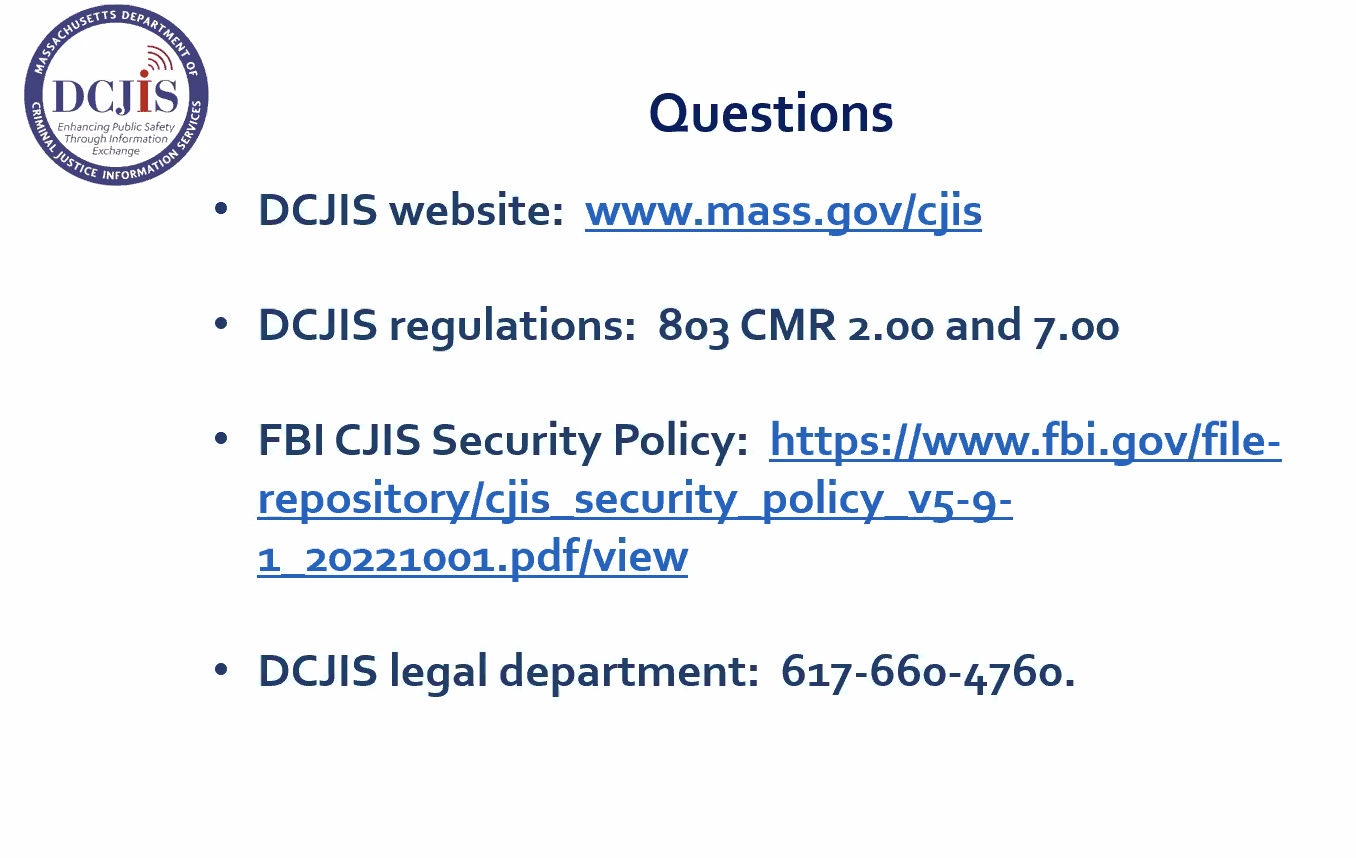 MASSACHUSETTS DEPARTMENT OF
CRIMINAL JUSTICE INFORMATION SERVICES
DCJIS
Enhancing Public Safety
Through Information
Exchange
Questions
• DCJIS website: www.mass.gov/cjis
• DCJIS regulations: 803 CMR 2.00 and 7.00
• FBI CJIS Security Policy: https://www.fbi.gov/file-
repository/cjis_security_policy_v5-9-
1_20221001.pdf/view
• DCJIS legal department: 617-660-4760.